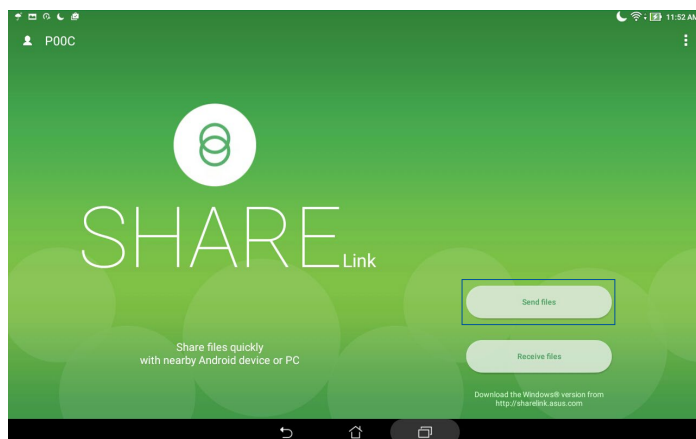 11:52 AM
P00C
SHARE Link
Send files
Share files quickly
with nearby Android device or PC
Receive files
Download the Windows® version from
http://sharelink.asus.com